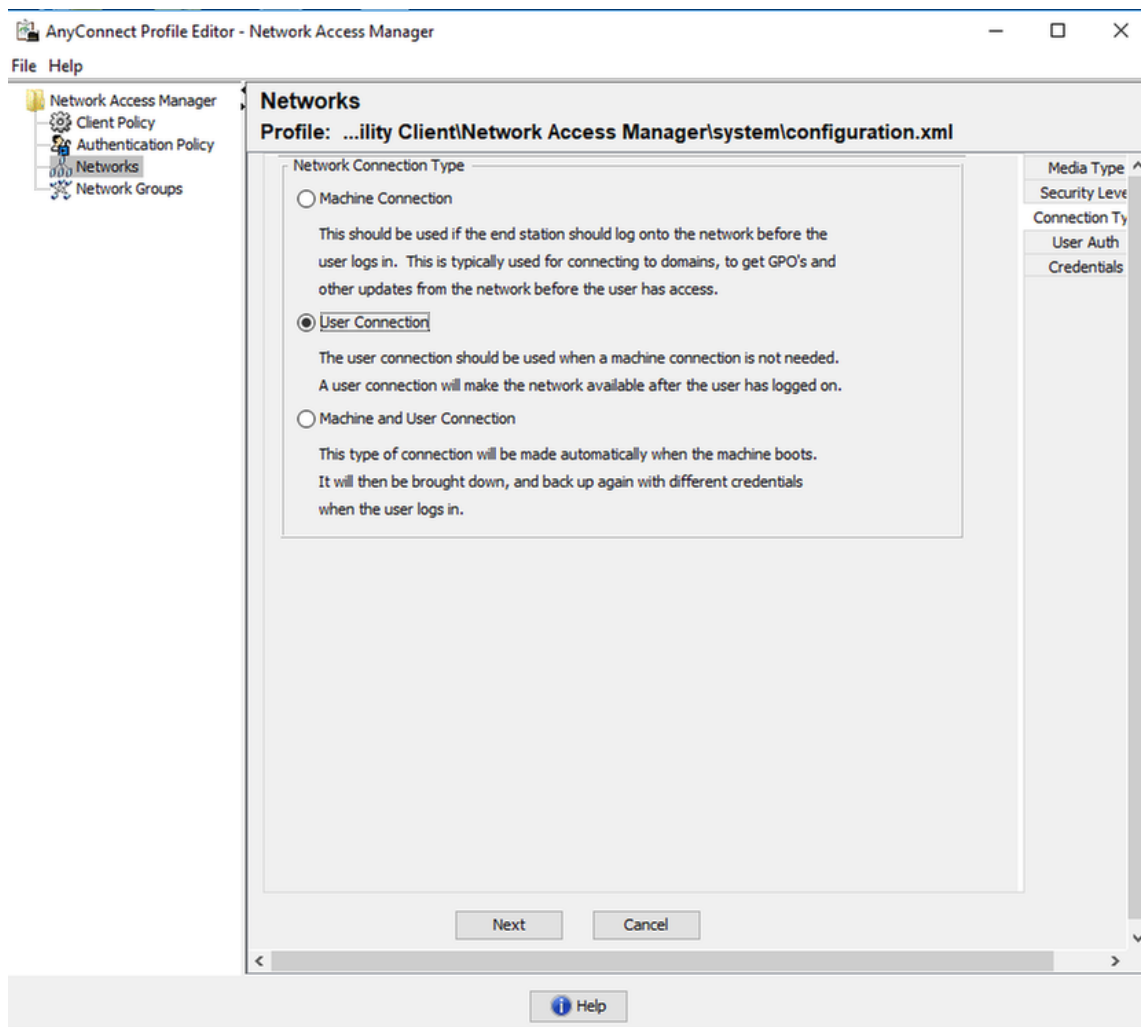 AnyConnect Profile Editor - Network Access Manager
File Help
Network Access Manager
Client Policy
Authentication Policy
Networks
Network Groups
Networks
Profile: ...ility Client\Network Access Manager\system\configuration.xml
Network Connection Type
Machine Connection
This should be used if the end station should log onto the network before the
user logs in. This is typically used for connecting to domains, to get GPO's and
other updates from the network before the user has access.
User Connection
The user connection should be used when a machine connection is not needed.
A user connection will make the network available after the user has logged on.
Machine and User Connection
This type of connection will be made automatically when the machine boots.
It will then be brought down, and back up again with different credentials
when the user logs in.
Media Type
Security Leve
Connection Ty
User Auth
Credentials
Next Cancel
Help